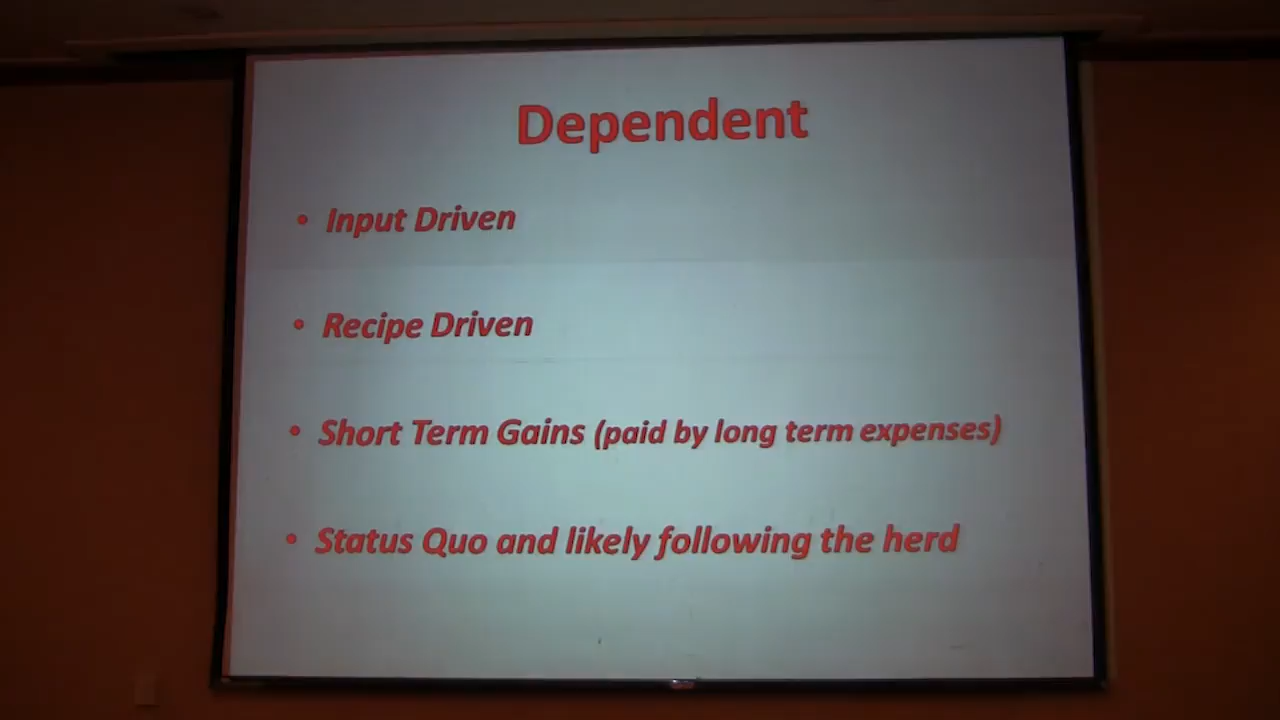 Dependent
• Input Driven
• Recipe Driven
• Short Term Gains (paid by long term expenses)
• Status Quo and likely following the herd